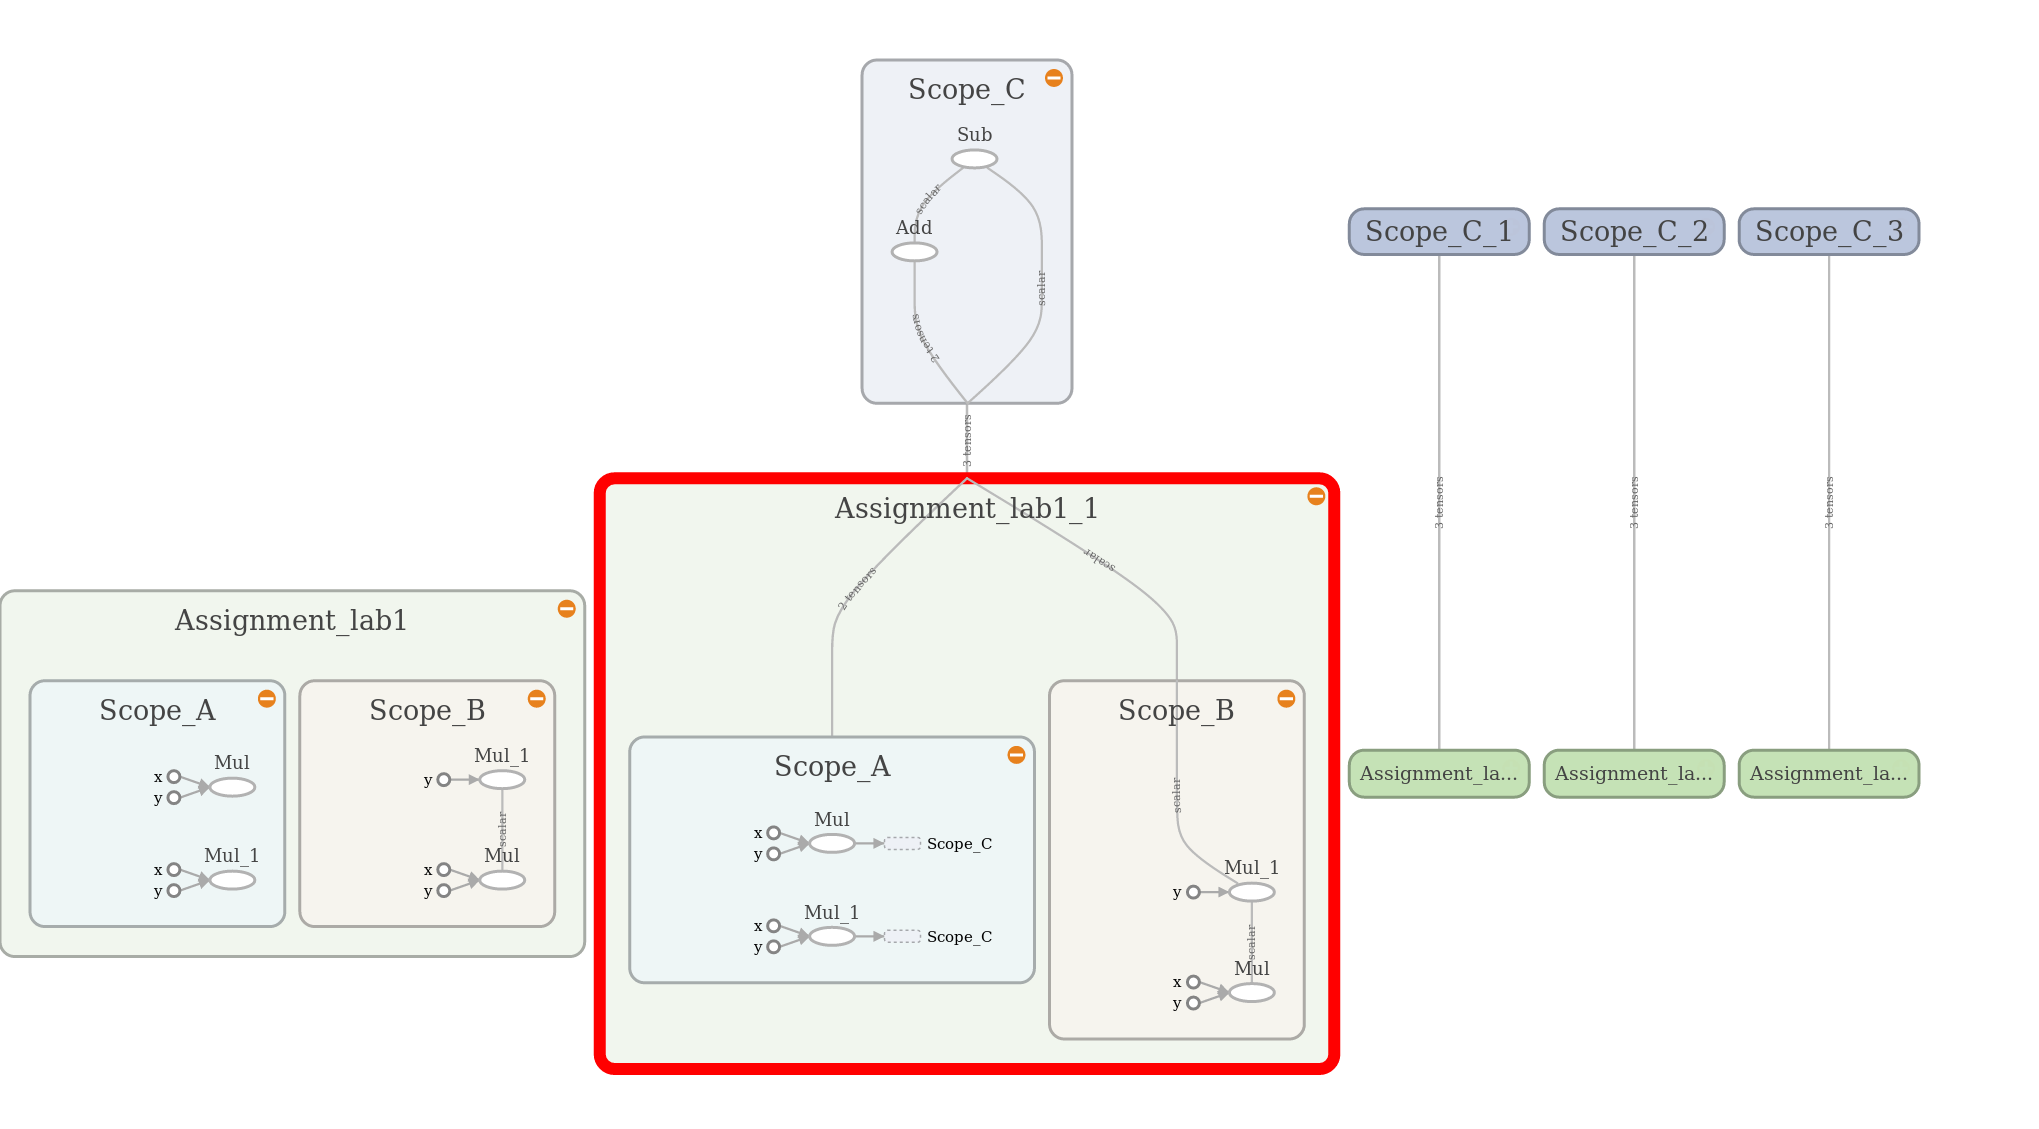 Scope_C
Sub
scalar
Add
scalar
2 tensors
3 tensors
Scope_C_1
Scope_C_2
Scope_C_3
3 tensors
3 tensors
3 tensors
Assignment_la...
Assignment_la...
Assignment_la...
Assignment_lab1
Scope_A
Mul
x
y
Mul_1
x
y
Scope_B
Mul_1
y
scalar
Mul
x
y
Assignment_lab1_1
2 tensors
scalar
Scope_A
Mul
x
y
Scope_C
Mul_1
x
y
Scope_C
Scope_B
scalar
Mul_1
y
scalar
Mul
x
y